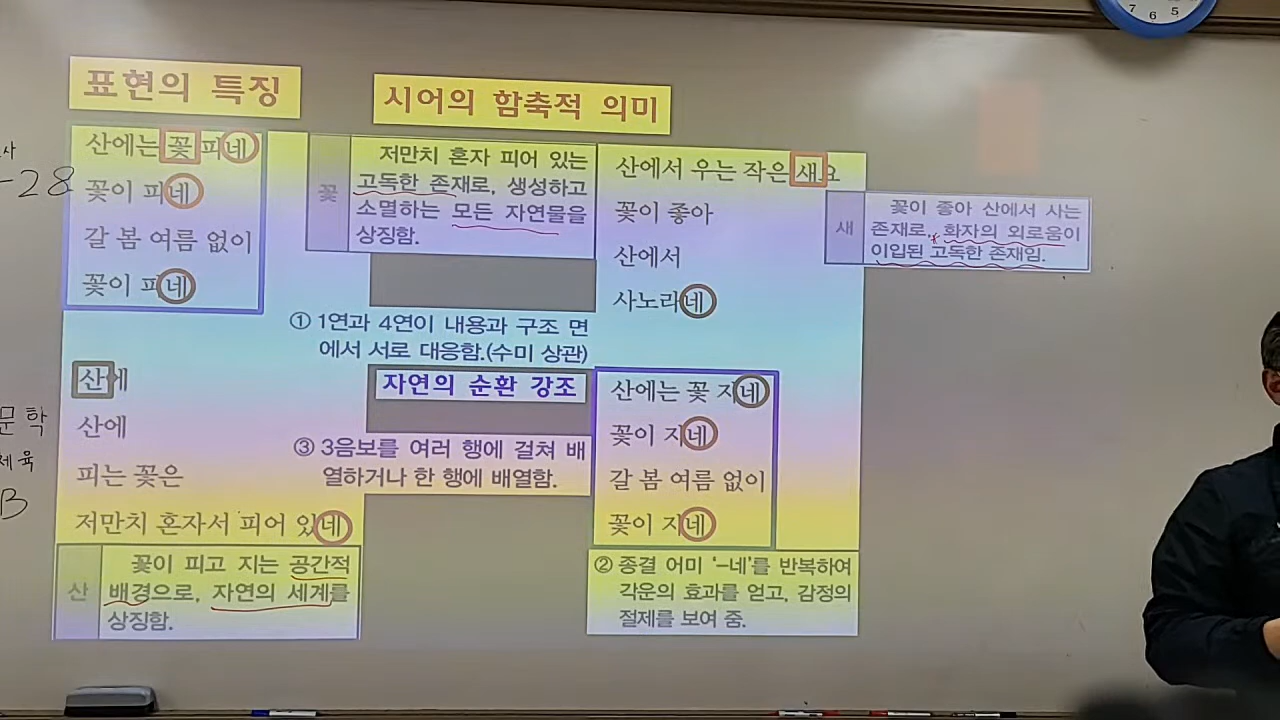 표현의 특징
시어의 함축적 의미
산에는 꽃 피네
꽃이 피네
갈 봄 여름 없이
꽃이 피네
꽃
저만치 혼자 피어 있는
고독한 존재로, 생성하고
소멸하는 모든 자연물을
상징함.
① 1연과 4연이 내용과 구조 면
에서 서로 대응함.(수미 상관)
자연의 순환 강조
③ 3음보를 여러 행에 걸쳐 배
열하거나 한 행에 배열함.
산에
산에
피는 꽃은
저만치 혼자서 피어 있네
산
꽃이 피고 지는 공간적
배경으로, 자연의 세계를
상징함.
산에서 우는 작은 새요
꽃이 좋아
산에서
사노라네
새
꽃이 좋아 산에서 사는
존재로, 화자의 외로움이
이입된 고독한 존재임.
산에는 꽃 지네
꽃이 지네
갈 봄 여름 없이
꽃이 지네
② 종결 어미 '-네'를 반복하여
각운의 효과를 얻고, 감정의
절제를 보여 줌.
사
-28
문학
체육
B
7 6 5